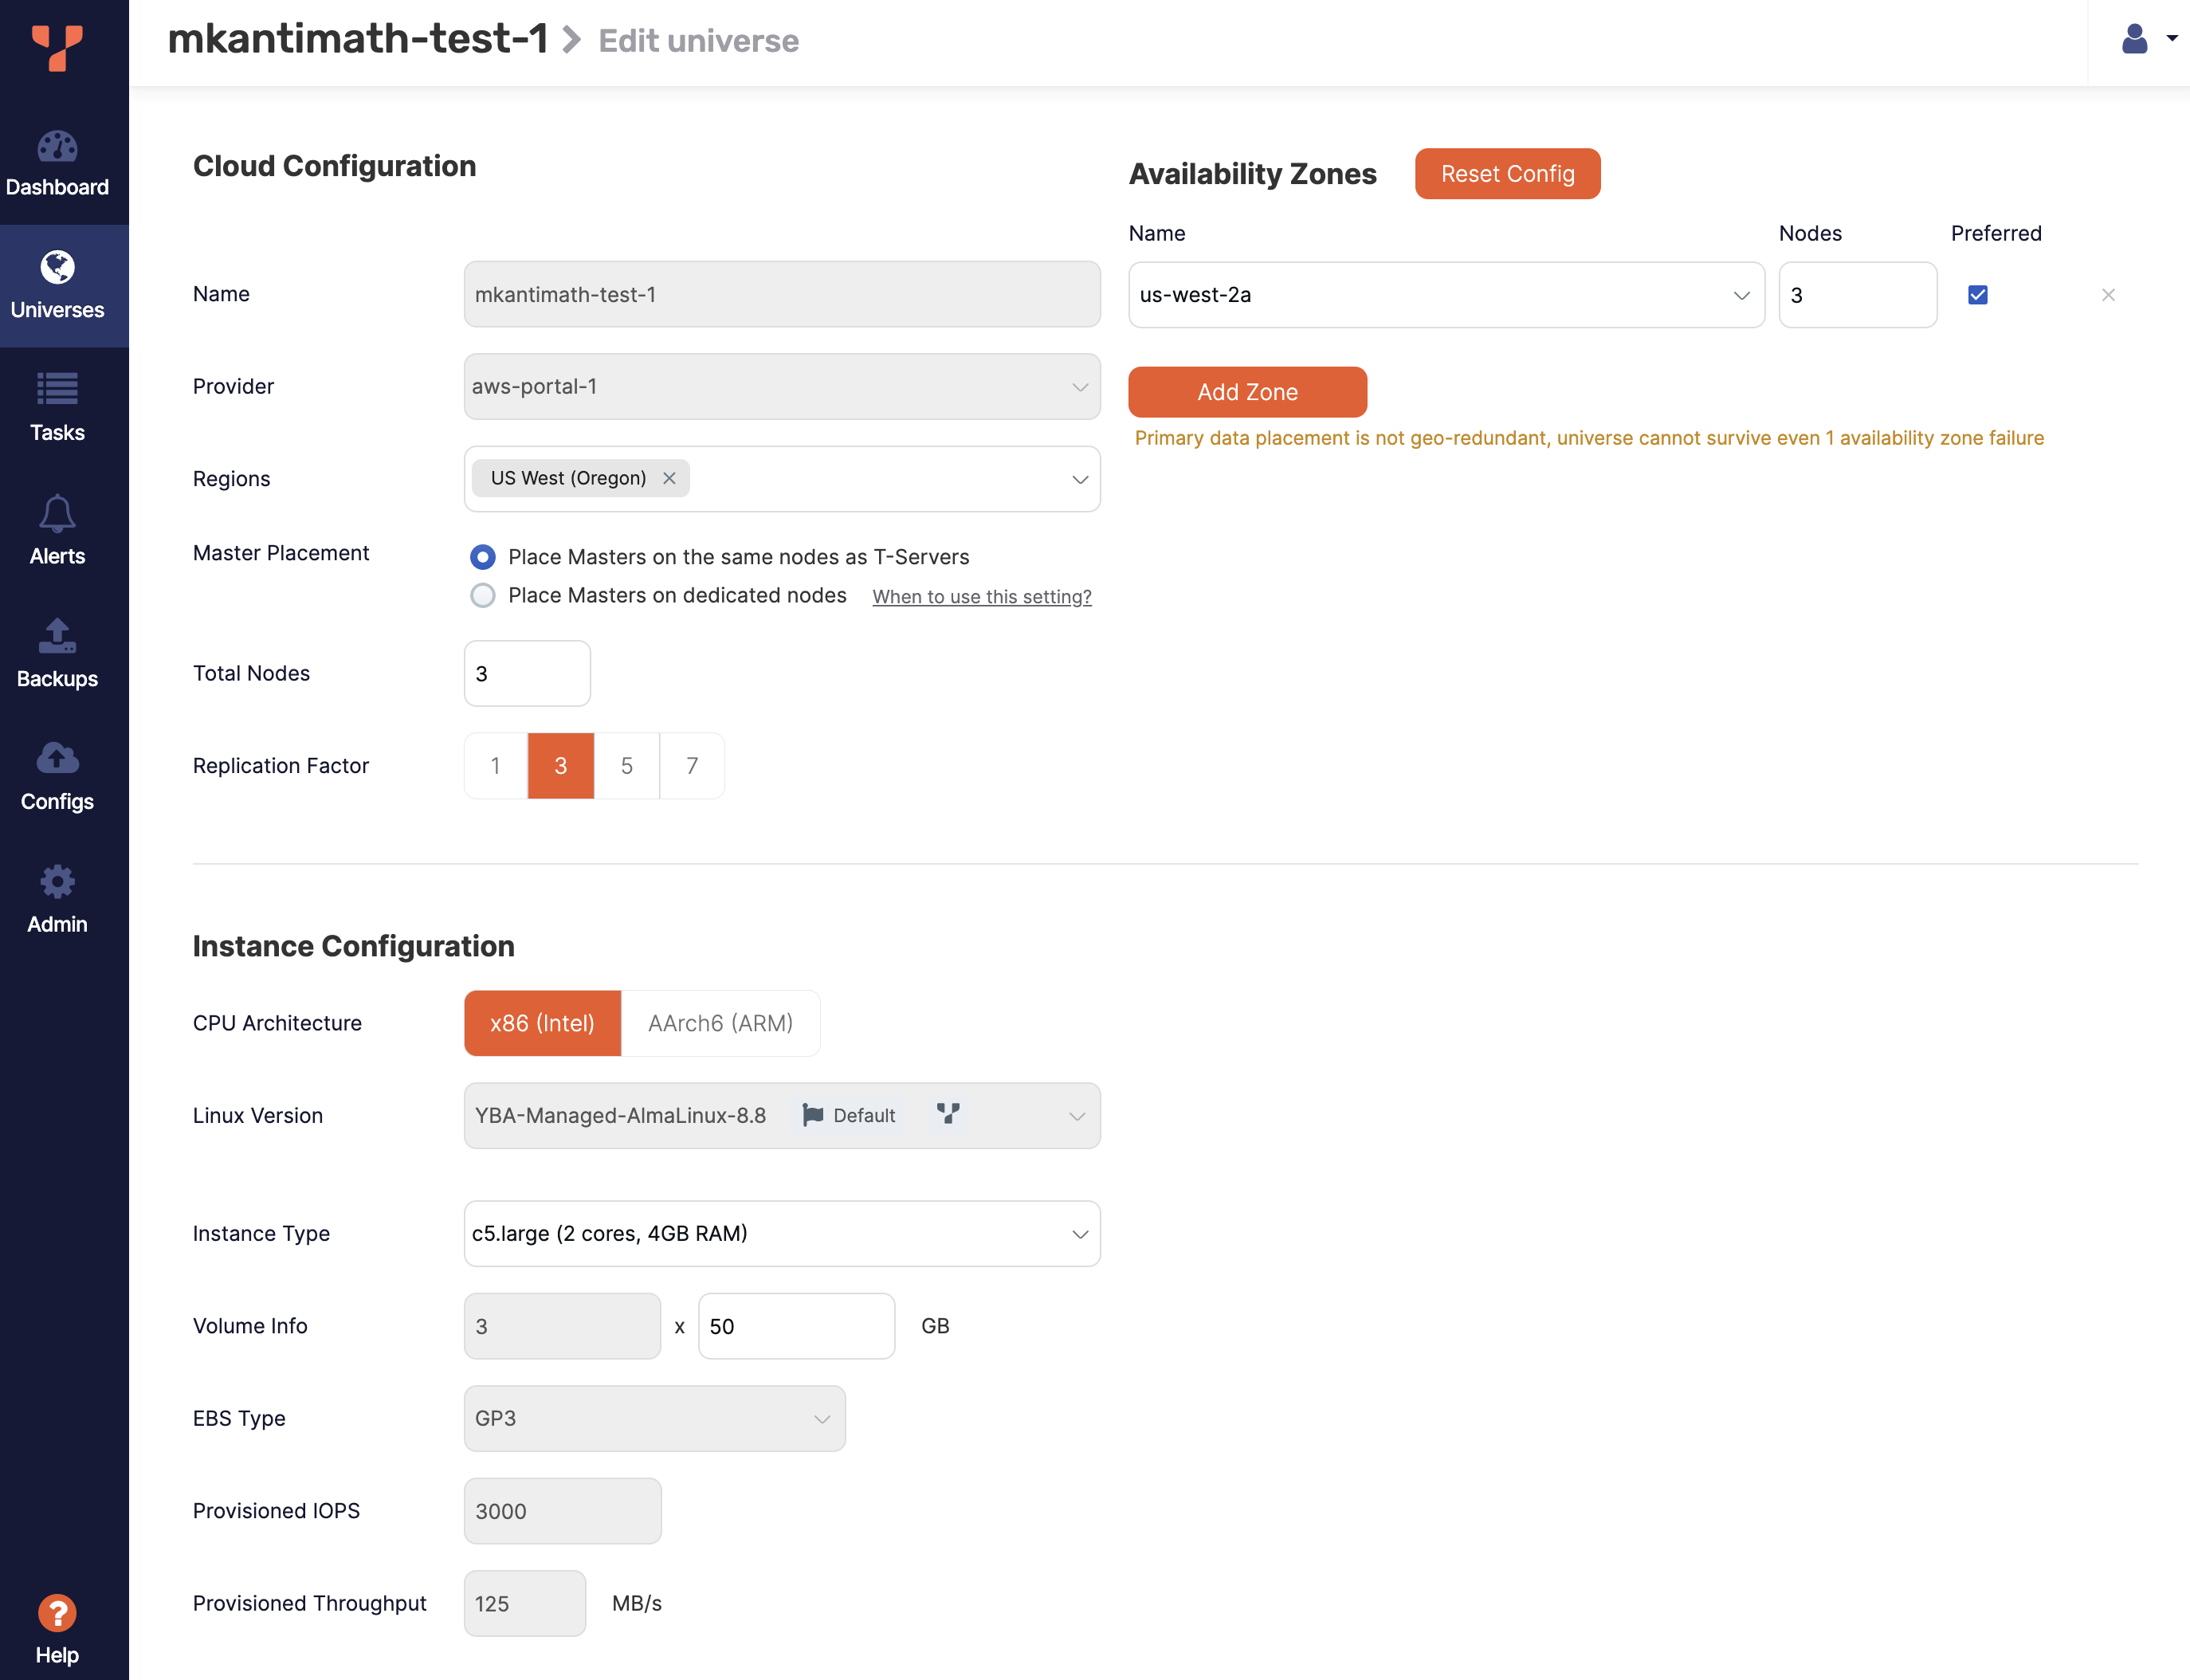 mkantimath-test-1 Edit universe
Dashboard
Universes
Tasks
Alerts
Backups
Configs
Admin
Help
Cloud Configuration
Name
mkantimath-test-1
Provider
aws-portal-1
Regions
US West (Oregon)
Master Placement
Place Masters on the same nodes as T-Servers
Place Masters on dedicated nodes When to use this setting?
Total Nodes
3
Replication Factor
1 3 5 7
Availability Zones Reset Config
Name Nodes Preferred
us-west-2a 3
Add Zone
Primary data placement is not geo-redundant, universe cannot survive even 1 availability zone failure
Instance Configuration
CPU Architecture
x86 (Intel) AArch6 (ARM)
Linux Version
YBA-Managed-AlmaLinux-8.8 Default
Instance Type
c5.large (2 cores, 4GB RAM)
Volume Info
3 x 50 GB
EBS Type
GP3
Provisioned IOPS
3000
Provisioned Throughput
125 MB/s